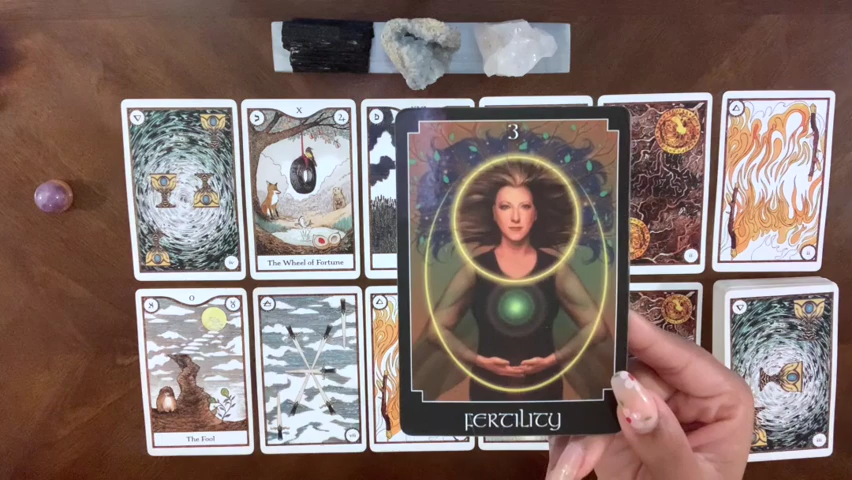 X
The Wheel of Fortune
3
FERTILITY
0
The Fool